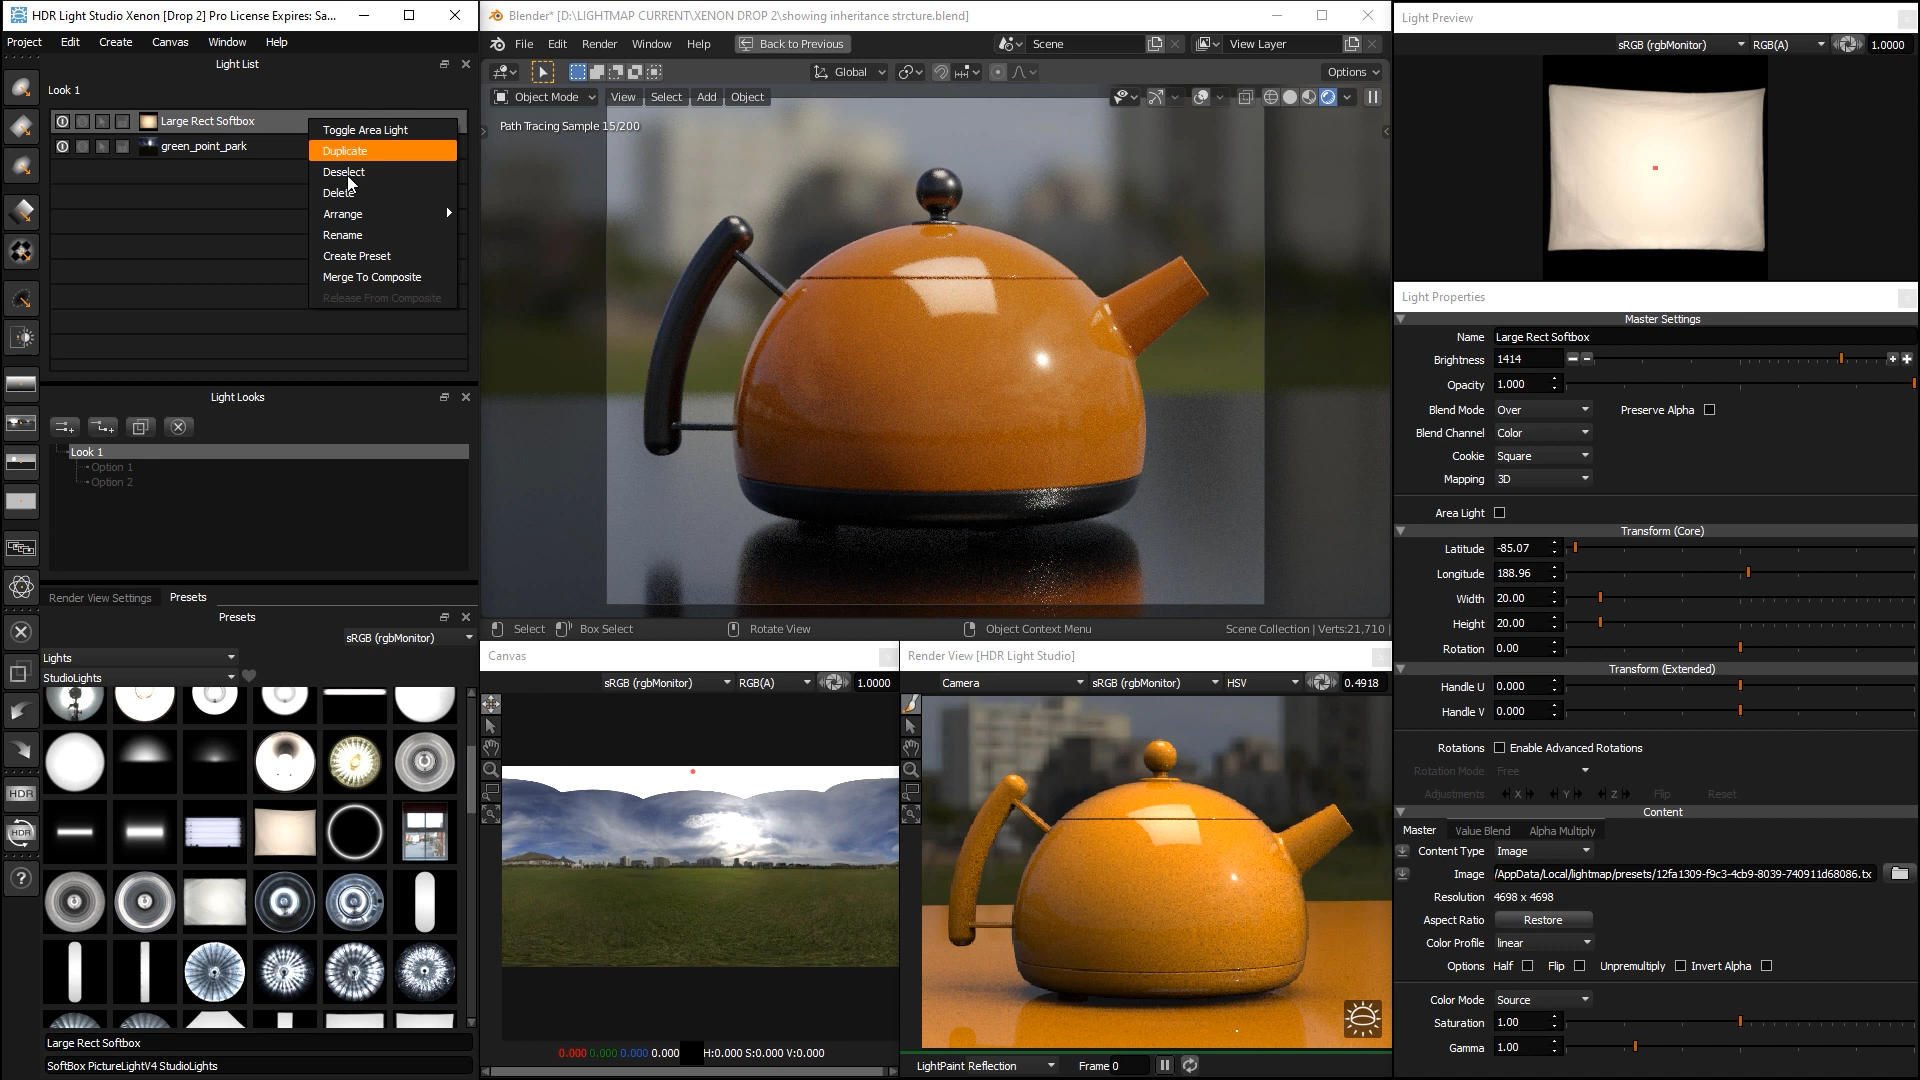 HDR Light Studio Xenon [Drop 2] Pro License Expires: Sa...
Project Edit Create Canvas Window Help
Light List
Look 1
Large Rect Softbox
green_point_park
Toggle Area Light
Duplicate
Deselect
Delete
Arrange
Rename
Create Preset
Merge To Composite
Release From Composite
Light Looks
Look 1
Option 1
Option 2
Render View Settings Presets
Presets
sRGB (rgbMonitor)
Lights
StudioLights
HDR
HDR
Large Rect Softbox
SoftBox PictureLightV4 StudioLights
Blender* [D:\LIGHTMAP CURRENT\XENON DROP 2\showing inheritance strcture.blend]
File Edit Render Window Help Back to Previous Scene View Layer
Global Options
Object Mode View Select Add Object
Path Tracing Sample 15/200
Select Box Select Rotate View Object Context Menu Scene Collection | Verts:21,710 |
Canvas
sRGB (rgbMonitor) RGB(A) 1.0000
0.000 0.000 0.000 0.000 H:0.000 S:0.000 V:0.000
Render View [HDR Light Studio]
Camera sRGB (rgbMonitor) HSV 0.4918
LightPaint Reflection Frame 0
Light Preview
sRGB (rgbMonitor) RGB(A) 1.0000
Light Properties
Master Settings
Name Large Rect Softbox
Brightness 1414
Opacity 1.000
Blend Mode Over Preserve Alpha
Blend Channel Color
Cookie Square
Mapping 3D
Area Light
Transform (Core)
Latitude -85.07
Longitude 188.96
Width 20.00
Height 20.00
Rotation 0.00
Transform (Extended)
Handle U 0.000
Handle V 0.000
Rotations Enable Advanced Rotations
Rotation Mode Free
Adjustments X Y Z Flip Reset
Content
Master Value Blend Alpha Multiply
Content Type Image
Image /AppData/Local/lightmap/presets/12fa1309-f9c3-4cb9-8039-740911d68086.tx
Resolution 4698 x 4698
Aspect Ratio Restore
Color Profile linear
Options Half Flip Unpremultiply Invert Alpha
Color Mode Source
Saturation 1.00
Gamma 1.00